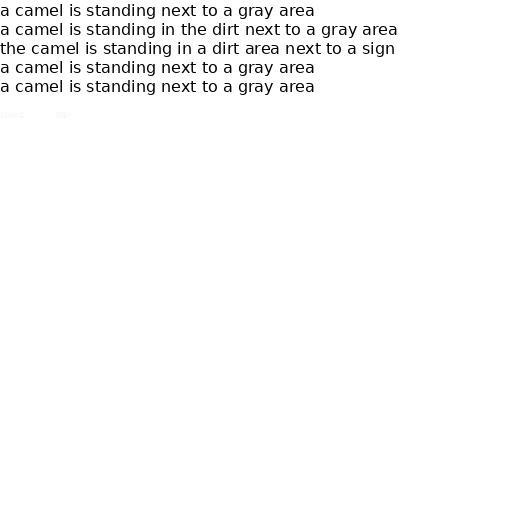 a camel is standing next to a gray area
a camel is standing in the dirt next to a gray area
the camel is standing in a dirt area next to a sign
a camel is standing next to a gray area
a camel is standing next to a gray area